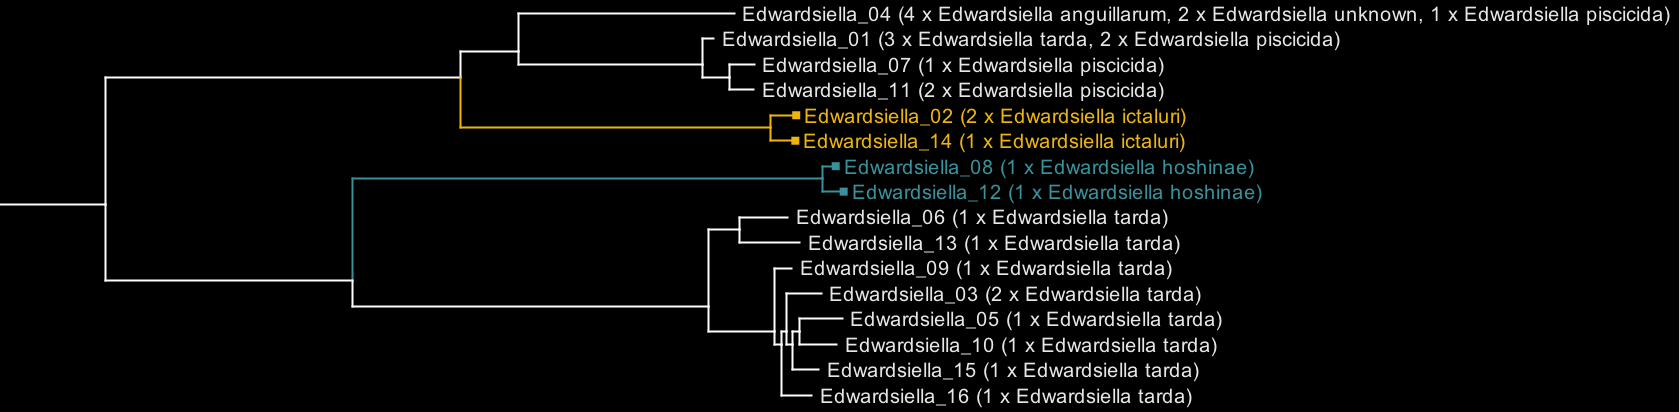 Edwardsiella_04 (4 x Edwardsiella anguillarum, 2 x Edwardsiella unknown, 1 x Edwardsiella piscicida)
Edwardsiella_01 (3 x Edwardsiella tarda, 2 x Edwardsiella piscicida)
Edwardsiella_07 (1 x Edwardsiella piscicida)
Edwardsiella_11 (2 x Edwardsiella piscicida)
Edwardsiella_02 (2 x Edwardsiella ictaluri)
Edwardsiella_14 (1 x Edwardsiella ictaluri)
Edwardsiella_08 (1 x Edwardsiella hoshinae)
Edwardsiella_12 (1 x Edwardsiella hoshinae)
Edwardsiella_06 (1 x Edwardsiella tarda)
Edwardsiella_13 (1 x Edwardsiella tarda)
Edwardsiella_09 (1 x Edwardsiella tarda)
Edwardsiella_03 (2 x Edwardsiella tarda)
Edwardsiella_05 (1 x Edwardsiella tarda)
Edwardsiella_10 (1 x Edwardsiella tarda)
Edwardsiella_15 (1 x Edwardsiella tarda)
Edwardsiella_16 (1 x Edwardsiella tarda)